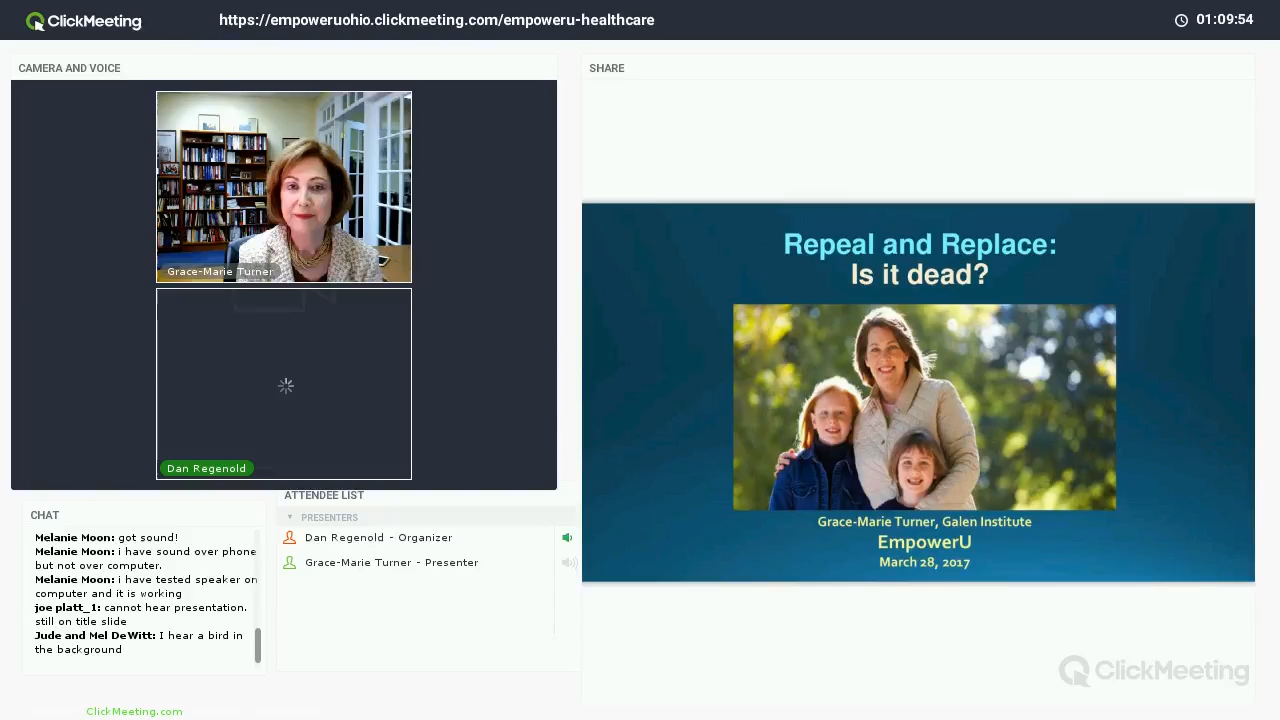 ClickMeeting
https://empoweruohio.clickmeeting.com/empoweru-healthcare
01:09:54
CAMERA AND VOICE
Grace-Marie Turner
Dan Regenold
CHAT
Melanie Moon: got sound!
Melanie Moon: i have sound over phone
but not over computer.
Melanie Moon: i have tested speaker on
computer and it is working
joe platt_1: cannot hear presentation.
still on title slide
Jude and Mel DeWitt: I hear a bird in
the background
ClickMeeting.com
ATTENDEE LIST
PRESENTERS
Dan Regenold - Organizer
Grace-Marie Turner - Presenter
SHARE
Repeal and Replace:
Is it dead?
Grace-Marie Turner, Galen Institute
EmpowerU
March 28, 2017
ClickMeeting